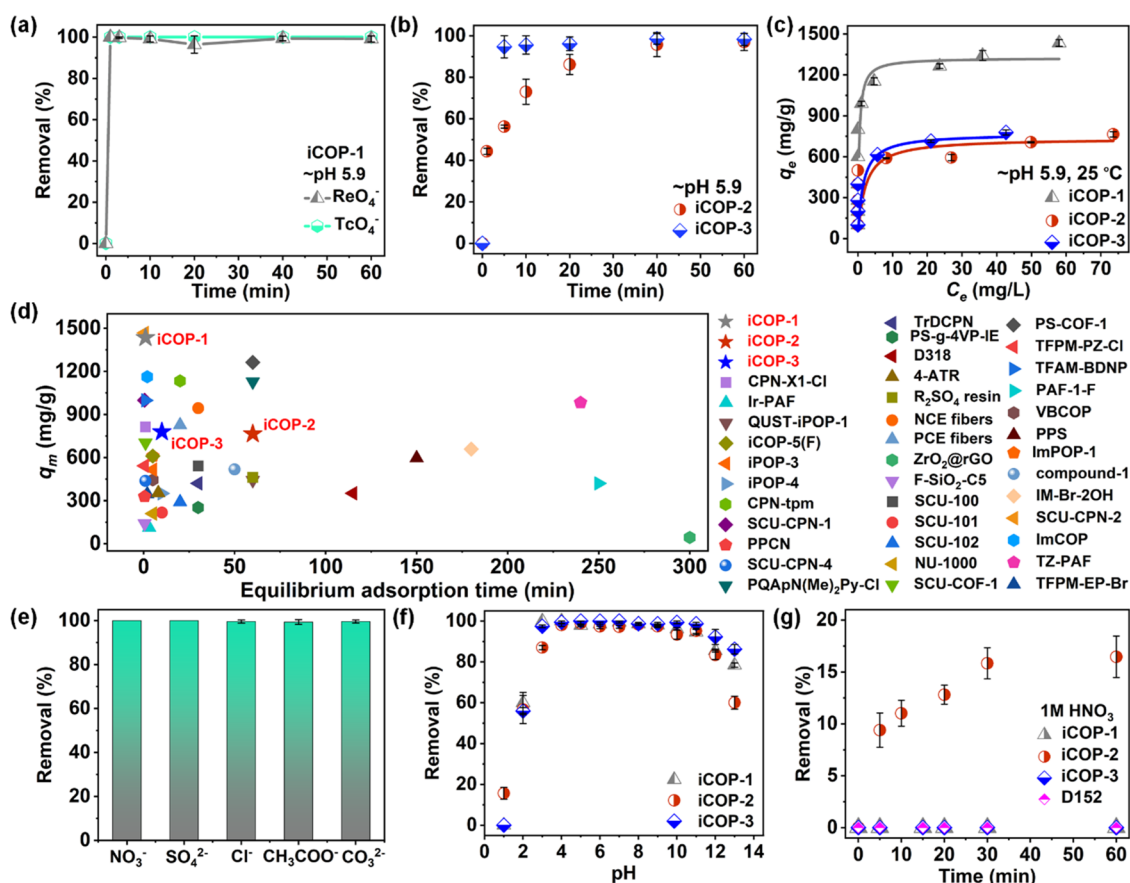 (a)
Removal (%)
100
80
60
40
20
0
iCOP-1
~pH 5.9
ReO₄⁻
TcO₄⁻
0 10 20 30 40 50 60
Time (min)
(b)
Removal (%)
100
80
60
40
20
0
~pH 5.9
iCOP-2
iCOP-3
0 10 20 30 40 50 60
Time (min)
(c)
qₑ (mg/g)
1500
1200
900
600
300
0
~pH 5.9, 25 °C
iCOP-1
iCOP-2
iCOP-3
0 15 30 45 60 75
Cₑ (mg/L)
(d)
qₘ (mg/g)
1500
1200
900
600
300
0
iCOP-1
iCOP-3
iCOP-2
0 50 100 150 200 250 300
Equilibrium adsorption time (min)
iCOP-1
iCOP-2
iCOP-3
CPN-X1-Cl
Ir-PAF
QUST-iPOP-1
iCOP-5(F)
iPOP-3
iPOP-4
CPN-tpm
SCU-CPN-1
PPCN
SCU-CPN-4
PQApN(Me)₂Py-Cl
TrDCPN
PS-g-4VP-IE
D318
4-ATR
R₂SO₄ resin
NCE fibers
PCE fibers
ZrO₂@rGO
F-SiO₂-C5
SCU-100
SCU-101
SCU-102
NU-1000
SCU-COF-1
PS-COF-1
TFPM-PZ-Cl
TFAM-BDNP
PAF-1-F
VBCOP
PPS
ImPOP-1
compound-1
IM-Br-2OH
SCU-CPN-2
ImCOP
TZ-PAF
TFPM-EP-Br
(e)
Removal (%)
100
80
60
40
20
0
NO₃⁻ SO₄²⁻ Cl⁻ CH₃COO⁻ CO₃²⁻
(f)
Removal (%)
100
80
60
40
20
0
iCOP-1
iCOP-2
iCOP-3
0 2 4 6 8 10 12 14
pH
(g)
Removal (%)
20
15
10
5
0
1M HNO₃
iCOP-1
iCOP-2
iCOP-3
D152
0 10 20 30 40 50 60
Time (min)